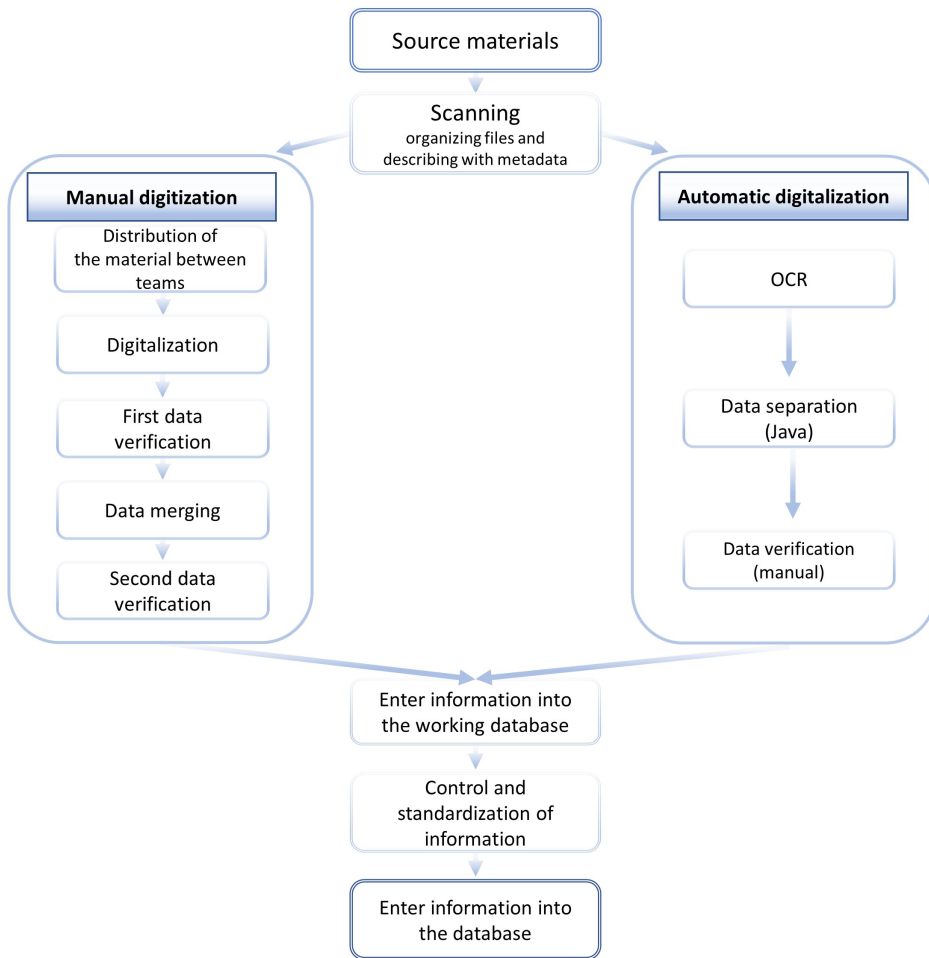 Source materials
Scanning
organizing files and
describing with metadata
Manual digitization
Distribution of
the material between
teams
Digitalization
First data
verification
Data merging
Second data
verification
Automatic digitalization
OCR
Data separation
(Java)
Data verification
(manual)
Enter information into
the working database
Control and
standardization of
information
Enter information into
the database